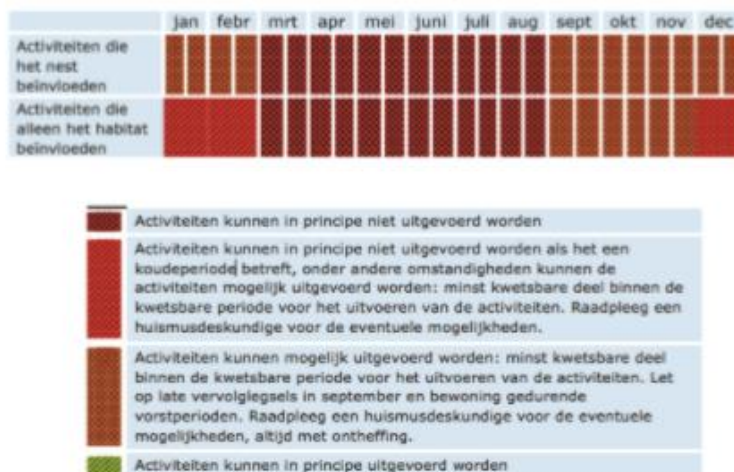 jan febr mrt apr mei juni juli aug sept okt nov dec
Activiteiten die
het nest
beïnvloeden
Activiteiten die
alleen het habitat
beïnvloeden
Activiteiten kunnen in principe niet uitgevoerd worden
Activiteiten kunnen in principe niet uitgevoerd worden als het een
koudeperiode betreft, onder andere omstandigheden kunnen de
activiteiten mogelijk uitgevoerd worden: minst kwetsbare deel binnen de
kwetsbare periode voor het uitvoeren van de activiteiten. Raadpleeg een
huismusdeskundige voor de eventuele mogelijkheden.
Activiteiten kunnen mogelijk uitgevoerd worden: minst kwetsbare deel
binnen de kwetsbare periode voor het uitvoeren van de activiteiten. Let
op late vervolglegsels in september en bewoning gedurende
vorstperioden. Raadpleeg een huismusdeskundige voor de eventuele
mogelijkheden, altijd met ontheffing.
Activiteiten kunnen in principe uitgevoerd worden